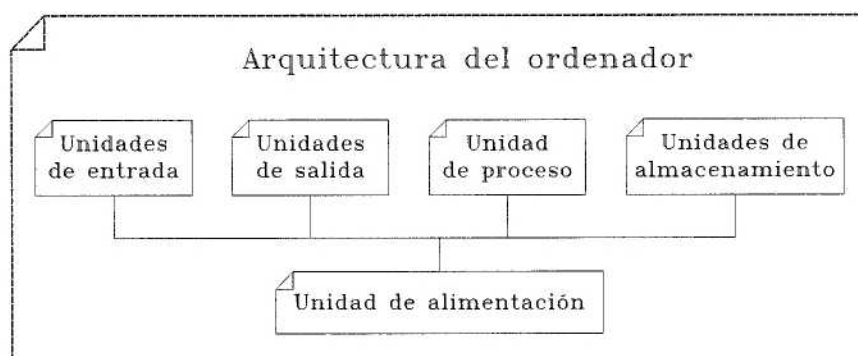 Arquitectura del ordenador
Unidades
de entrada
Unidades
de salida
Unidad
de proceso
Unidades de
almacenamiento
Unidad de alimentación